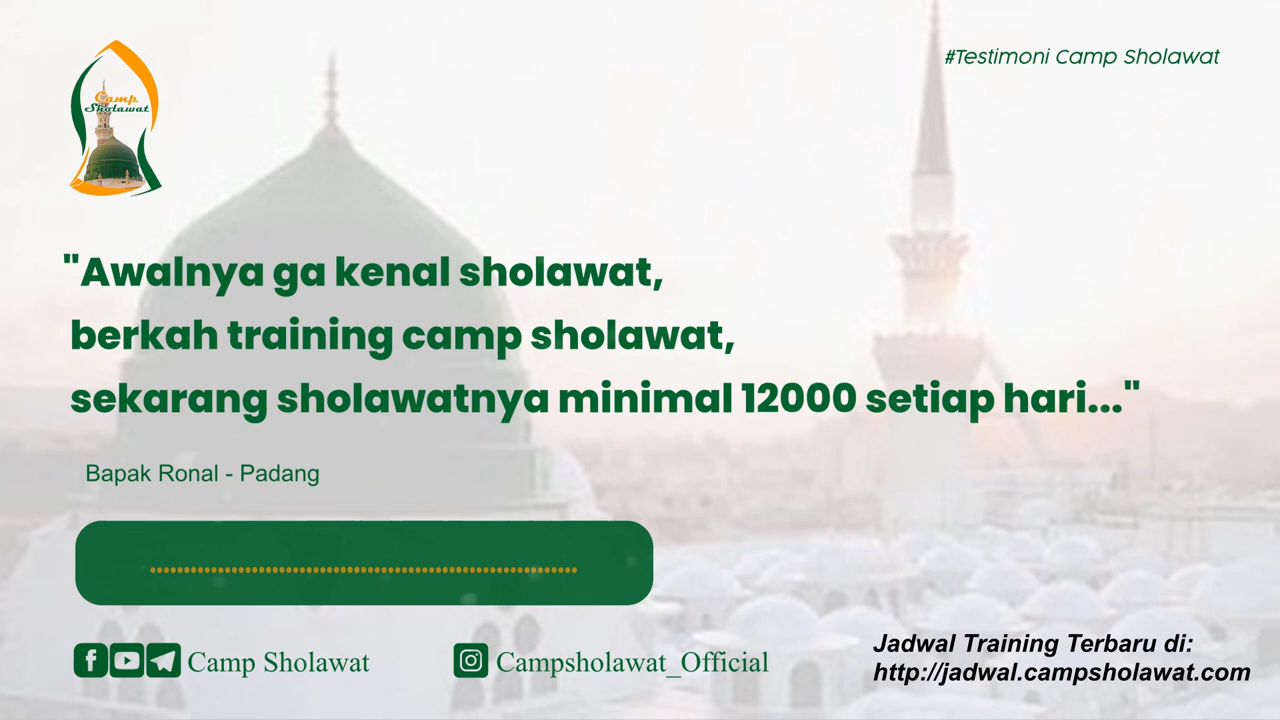 Camp
Sholawat
#Testimoni Camp Sholawat
"Awalnya ga kenal sholawat,
berkah training camp sholawat,
sekarang sholawatnya minimal 12000 setiap hari..."
Bapak Ronal - Padang
..............................................................
Camp Sholawat
Campsholawat_Official
Jadwal Training Terbaru di:
http://jadwal.campsholawat.com